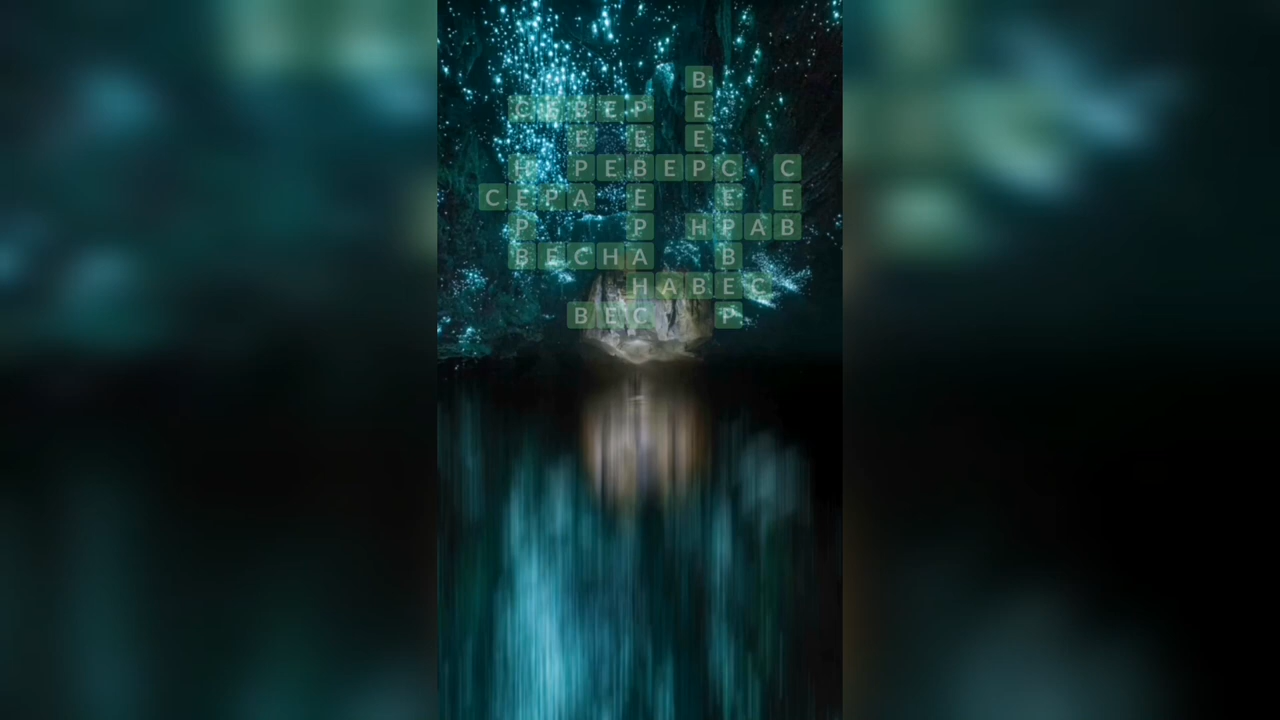 В
СЕВЕР Е
Е Е Е
Н РЕВЕРС С
СЕРА Е Е Е
Р Р НРАВ
ВЕСНА В
НАВЕС
ВЕС Р